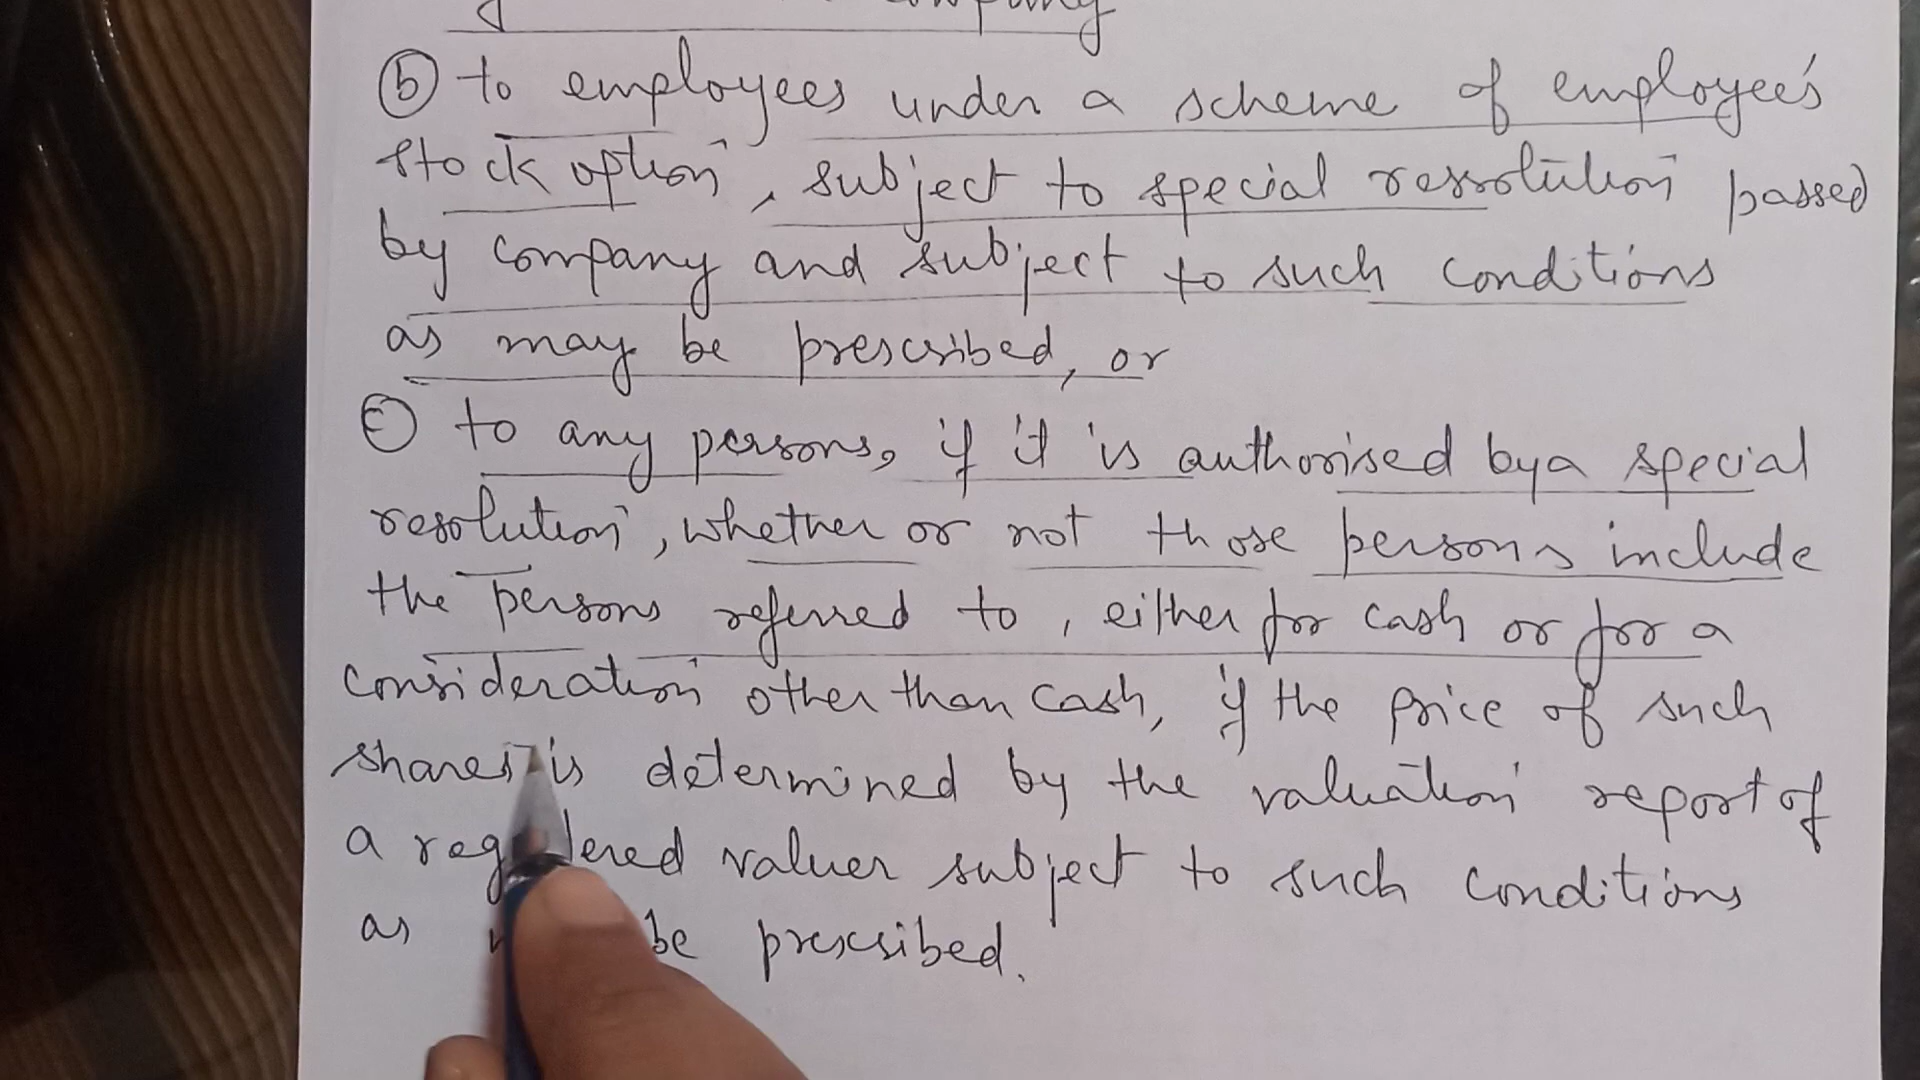 company
(b) to employees under a scheme of employee's
stock option, subject to special resolution passed
by company and subject to such conditions
as may be prescribed, or
(c) to any persons, if it is authorised by a special
resolution, whether or not those persons include
the persons referred to, either for cash or for a
consideration other than cash, if the price of such
shares is determined by the valuation report of
a valuer subject to such conditions
as be prescribed.